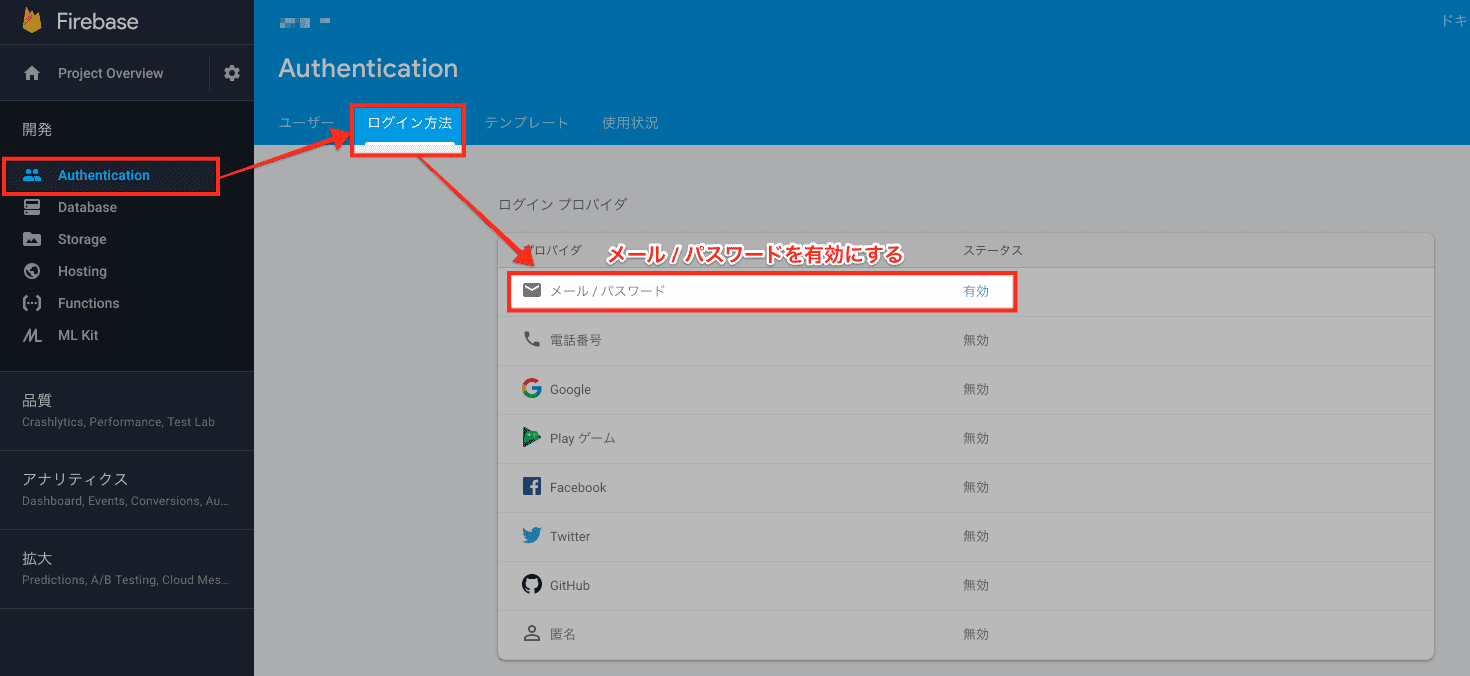 Firebase
Project Overview
開発
Authentication
Database
Storage
Hosting
Functions
ML Kit
品質
Crashlytics, Performance, Test Lab
アナリティクス
Dashboard, Events, Conversions, Au...
拡大
Predictions, A/B Testing, Cloud Mes...
ドキ
Authentication
ユーザー ログイン方法 テンプレート 使用状況
ログイン プロバイダ
ロバイダ メール / パスワードを有効にする ステータス
メール / パスワード 有効
電話番号 無効
Google 無効
Play ゲーム 無効
Facebook 無効
Twitter 無効
GitHub 無効
匿名 無効